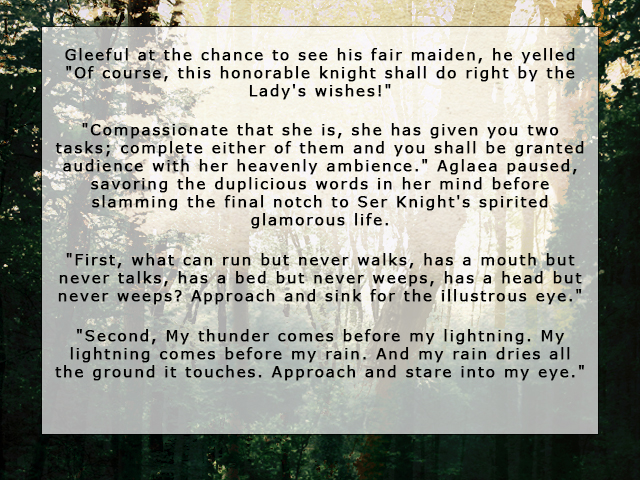 Gleeful at the chance to see his fair maiden, he yelled
"Of course, this honorable knight shall do right by the
Lady's wishes!"
"Compassionate that she is, she has given you two
tasks; complete either of them and you shall be granted
audience with her heavenly ambience." Aglaea paused,
savoring the duplicious words in her mind before
slamming the final notch to Ser Knight's spirited
glamorous life.
"First, what can run but never walks, has a mouth but
never talks, has a bed but never weeps, has a head but
never weeps? Approach and sink for the illustrous eye."
"Second, My thunder comes before my lightning. My
lightning comes before my rain. And my rain dries all
the ground it touches. Approach and stare into my eye."